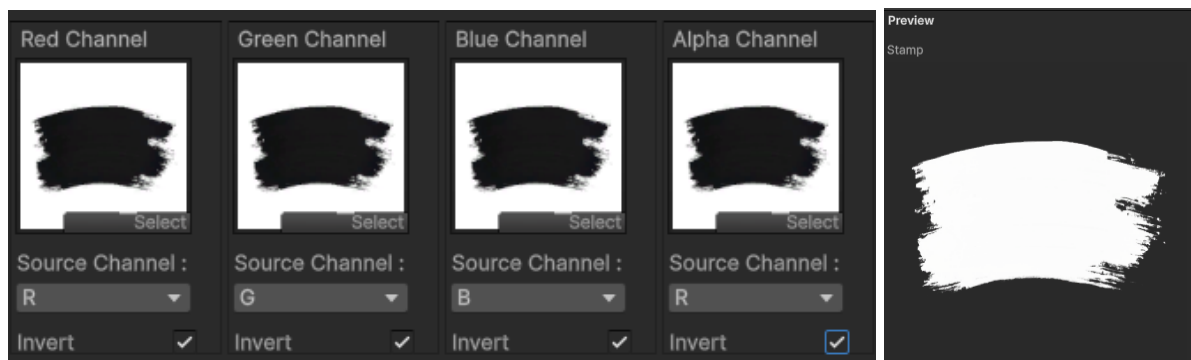 Red Channel
Green Channel
Blue Channel
Alpha Channel
Select
Select
Select
Select
Source Channel :
Source Channel :
Source Channel :
Source Channel :
R
G
B
R
Invert
Invert
Invert
Invert
Preview
Stamp